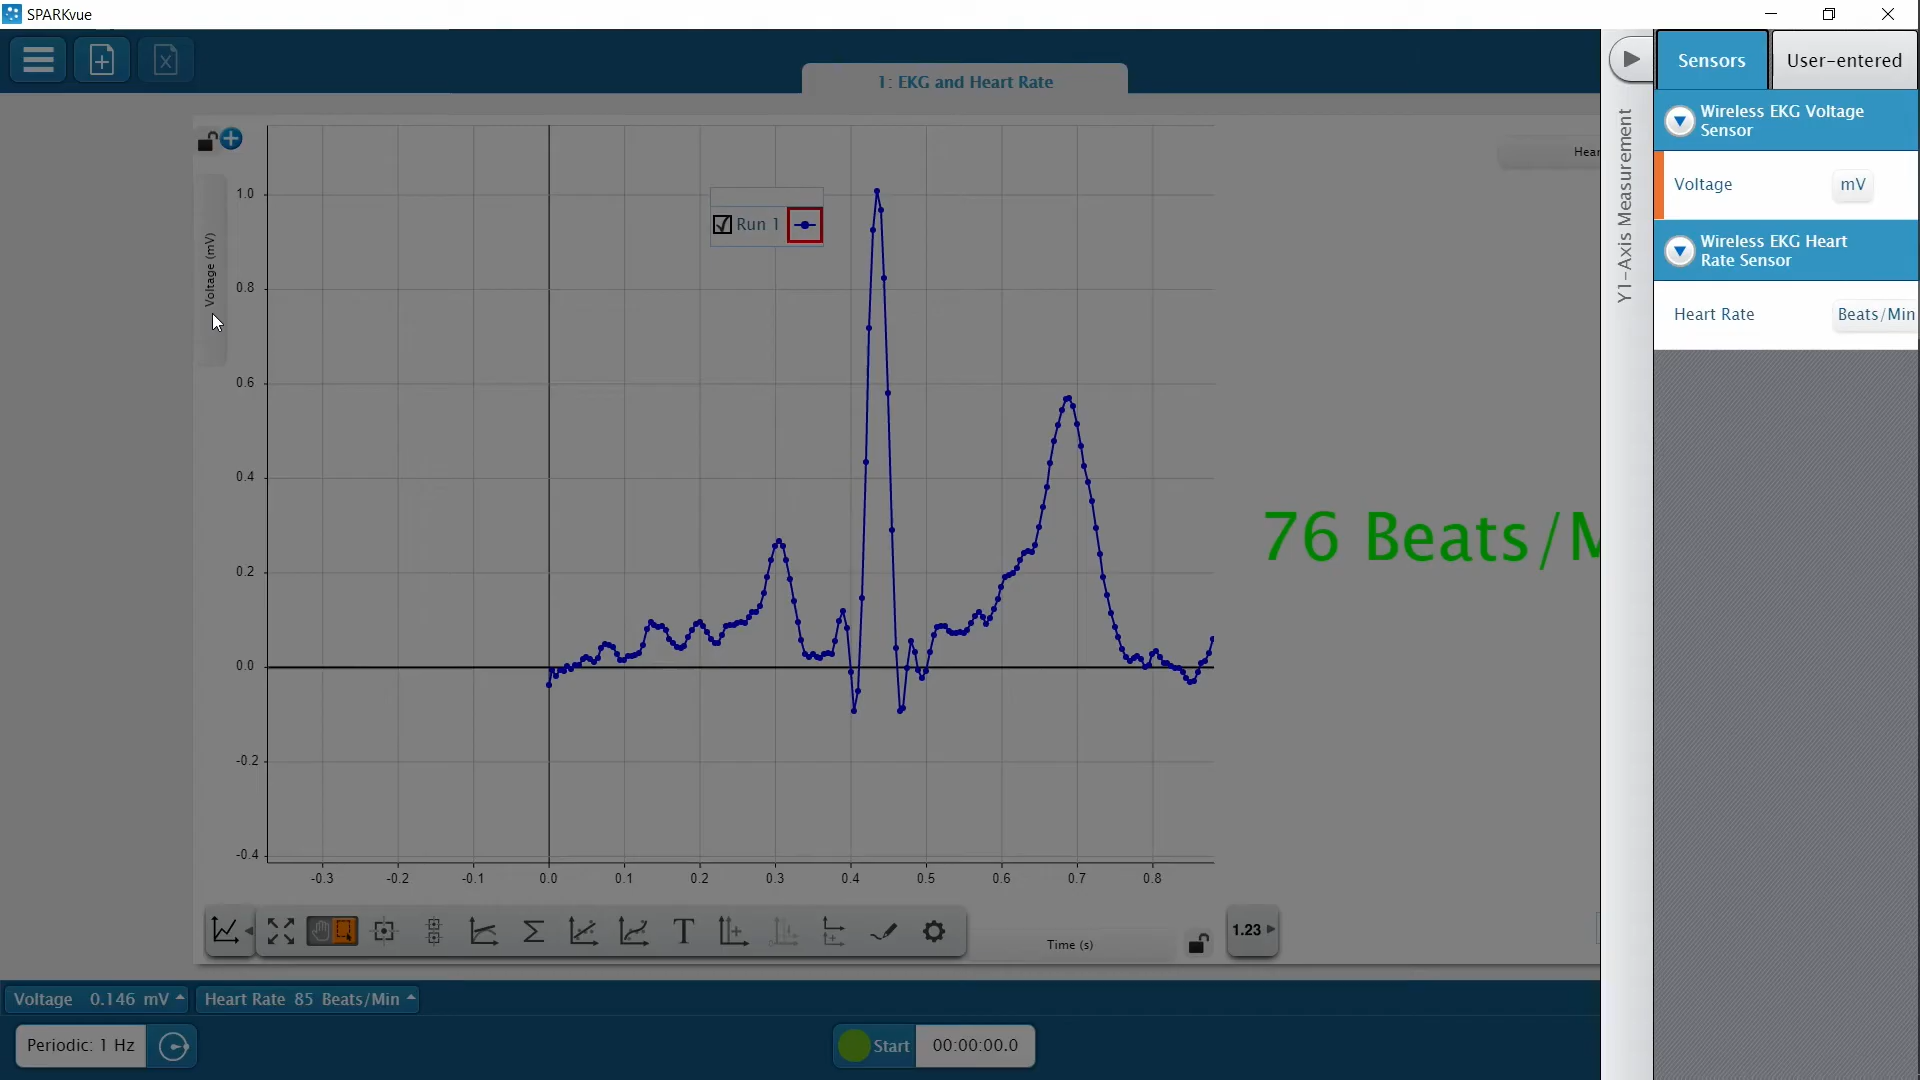 SPARKvue
1: EKG and Heart Rate
Sensors
User-entered
Wireless EKG Voltage
Sensor
Voltage
mV
Wireless EKG Heart
Rate Sensor
Heart Rate
Beats/Min
Y1-Axis Measurement
Hear
Voltage (mV)
1.0
0.8
0.6
0.4
0.2
0.0
-0.2
-0.4
Run 1
76 Beats/M
-0.3 -0.2 -0.1 0.0 0.1 0.2 0.3 0.4 0.5 0.6 0.7 0.8
Time (s)
Σ
T
1.23
Voltage 0.146 mV
Heart Rate 85 Beats/Min
Periodic: 1 Hz
Start
00:00:00.0